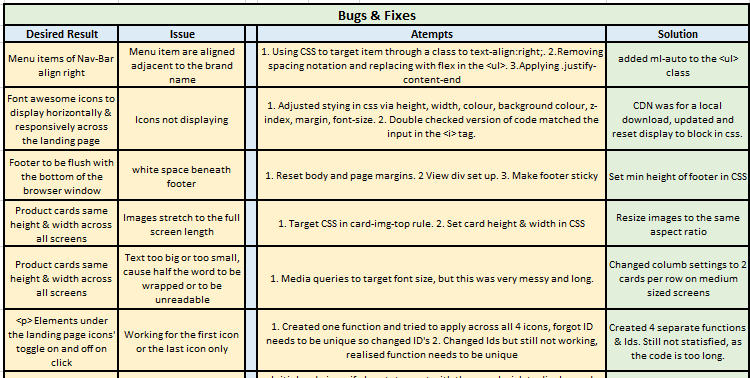 Bugs & Fixes
Desired Result
Issue
Atempts
Solution
Menu items of Nav-Bar
align right
Menu item are aligned
adjacent to the brand
name
1. Using CSS to target item through a class to text-align:right;. 2.Removing
spacing notation and replacing with flex in the <ul>. 3.Applying .justify-
content-end
added ml-auto to the <ul>
class
Font awesome icons to
display horizontally &
responsively across
the landing page
Icons not displaying
1. Adjusted stying in css via height, width, colour, background colour, z-
index, margin, font-size. 2. Double checked version of code matched the
input in the <i> tag.
CDN was for a local
download, updated and
reset display to block in css.
Footer to be flush with
the bottom of the
browser window
white space beneath
footer
1. Reset body and page margins. 2 View div set up. 3. Make footer sticky
Set min height of footer in CSS
Product cards same
height & width across
all screens
Images stretch to the full
screen length
1. Target CSS in card-img-top rule. 2. Set card height & width in CSS
Resize images to the same
aspect ratio
Product cards same
height & width across
all screens
Text too big or too small,
cause half the word to be
wrapped or to be
unreadable
1. Media queries to target font size, but this was very messy and long.
Changed columb settings to 2
cards per row on medium
sized screens
<p> Elements under
the landing page icons'
toggle on and off on
click
Working for the first icon
or the last icon only
1. Created one function and tried to apply across all 4 icons, forgot ID
needs to be unique so changed ID's 2. Changed Ids but still not working,
realised function needs to be unique
Created 4 separate functions
& Ids. Still not statisfied, as
the code is too long.